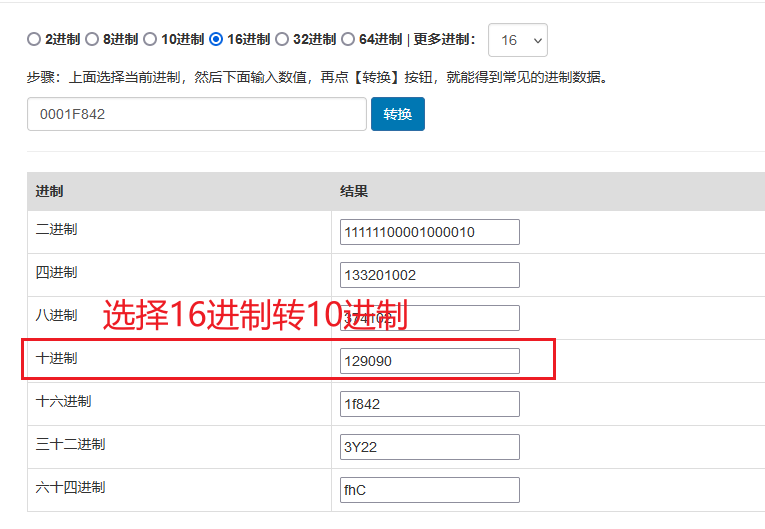 2进制 8进制 10进制 16进制 32进制 64进制 | 更多进制： 16
步骤：上面选择当前进制，然后下面输入数值，再点【转换】按钮，就能得到常见的进制数据。
0001F842 转换
进制 结果
二进制 11111100001000010
四进制 133201002
八进制 374102
选择16进制转10进制
十进制 129090
十六进制 1f842
三十二进制 3Y22
六十四进制 fhC